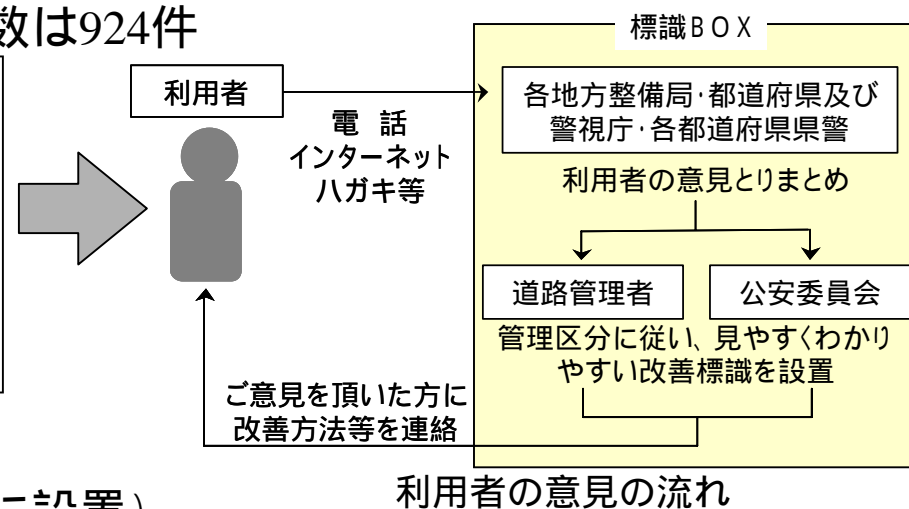 数は924件
標識BOX
利用者
各地方整備局・都道府県及び
警視庁・各都道府県県警
電 話
インターネット
ハガキ等
利用者の意見とりまとめ
道路管理者
公安委員会
管理区分に従い、見やすくわかり
やすい改善標識を設置
ご意見を頂いた方に
改善方法等を連絡
利用者の意見の流れ
に設置）